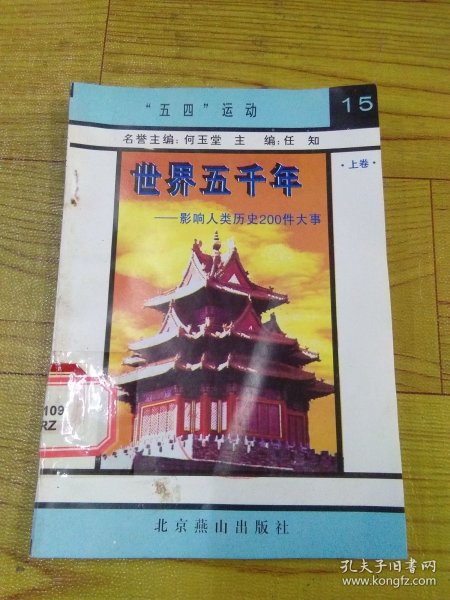 “五四”运动
15
名誉主编：何玉堂 主 编：任 知
世界五千年
·上卷·
——影响人类历史200件大事
109
RZ
北京燕山出版社
孔夫子旧书网
www.kongfz.com